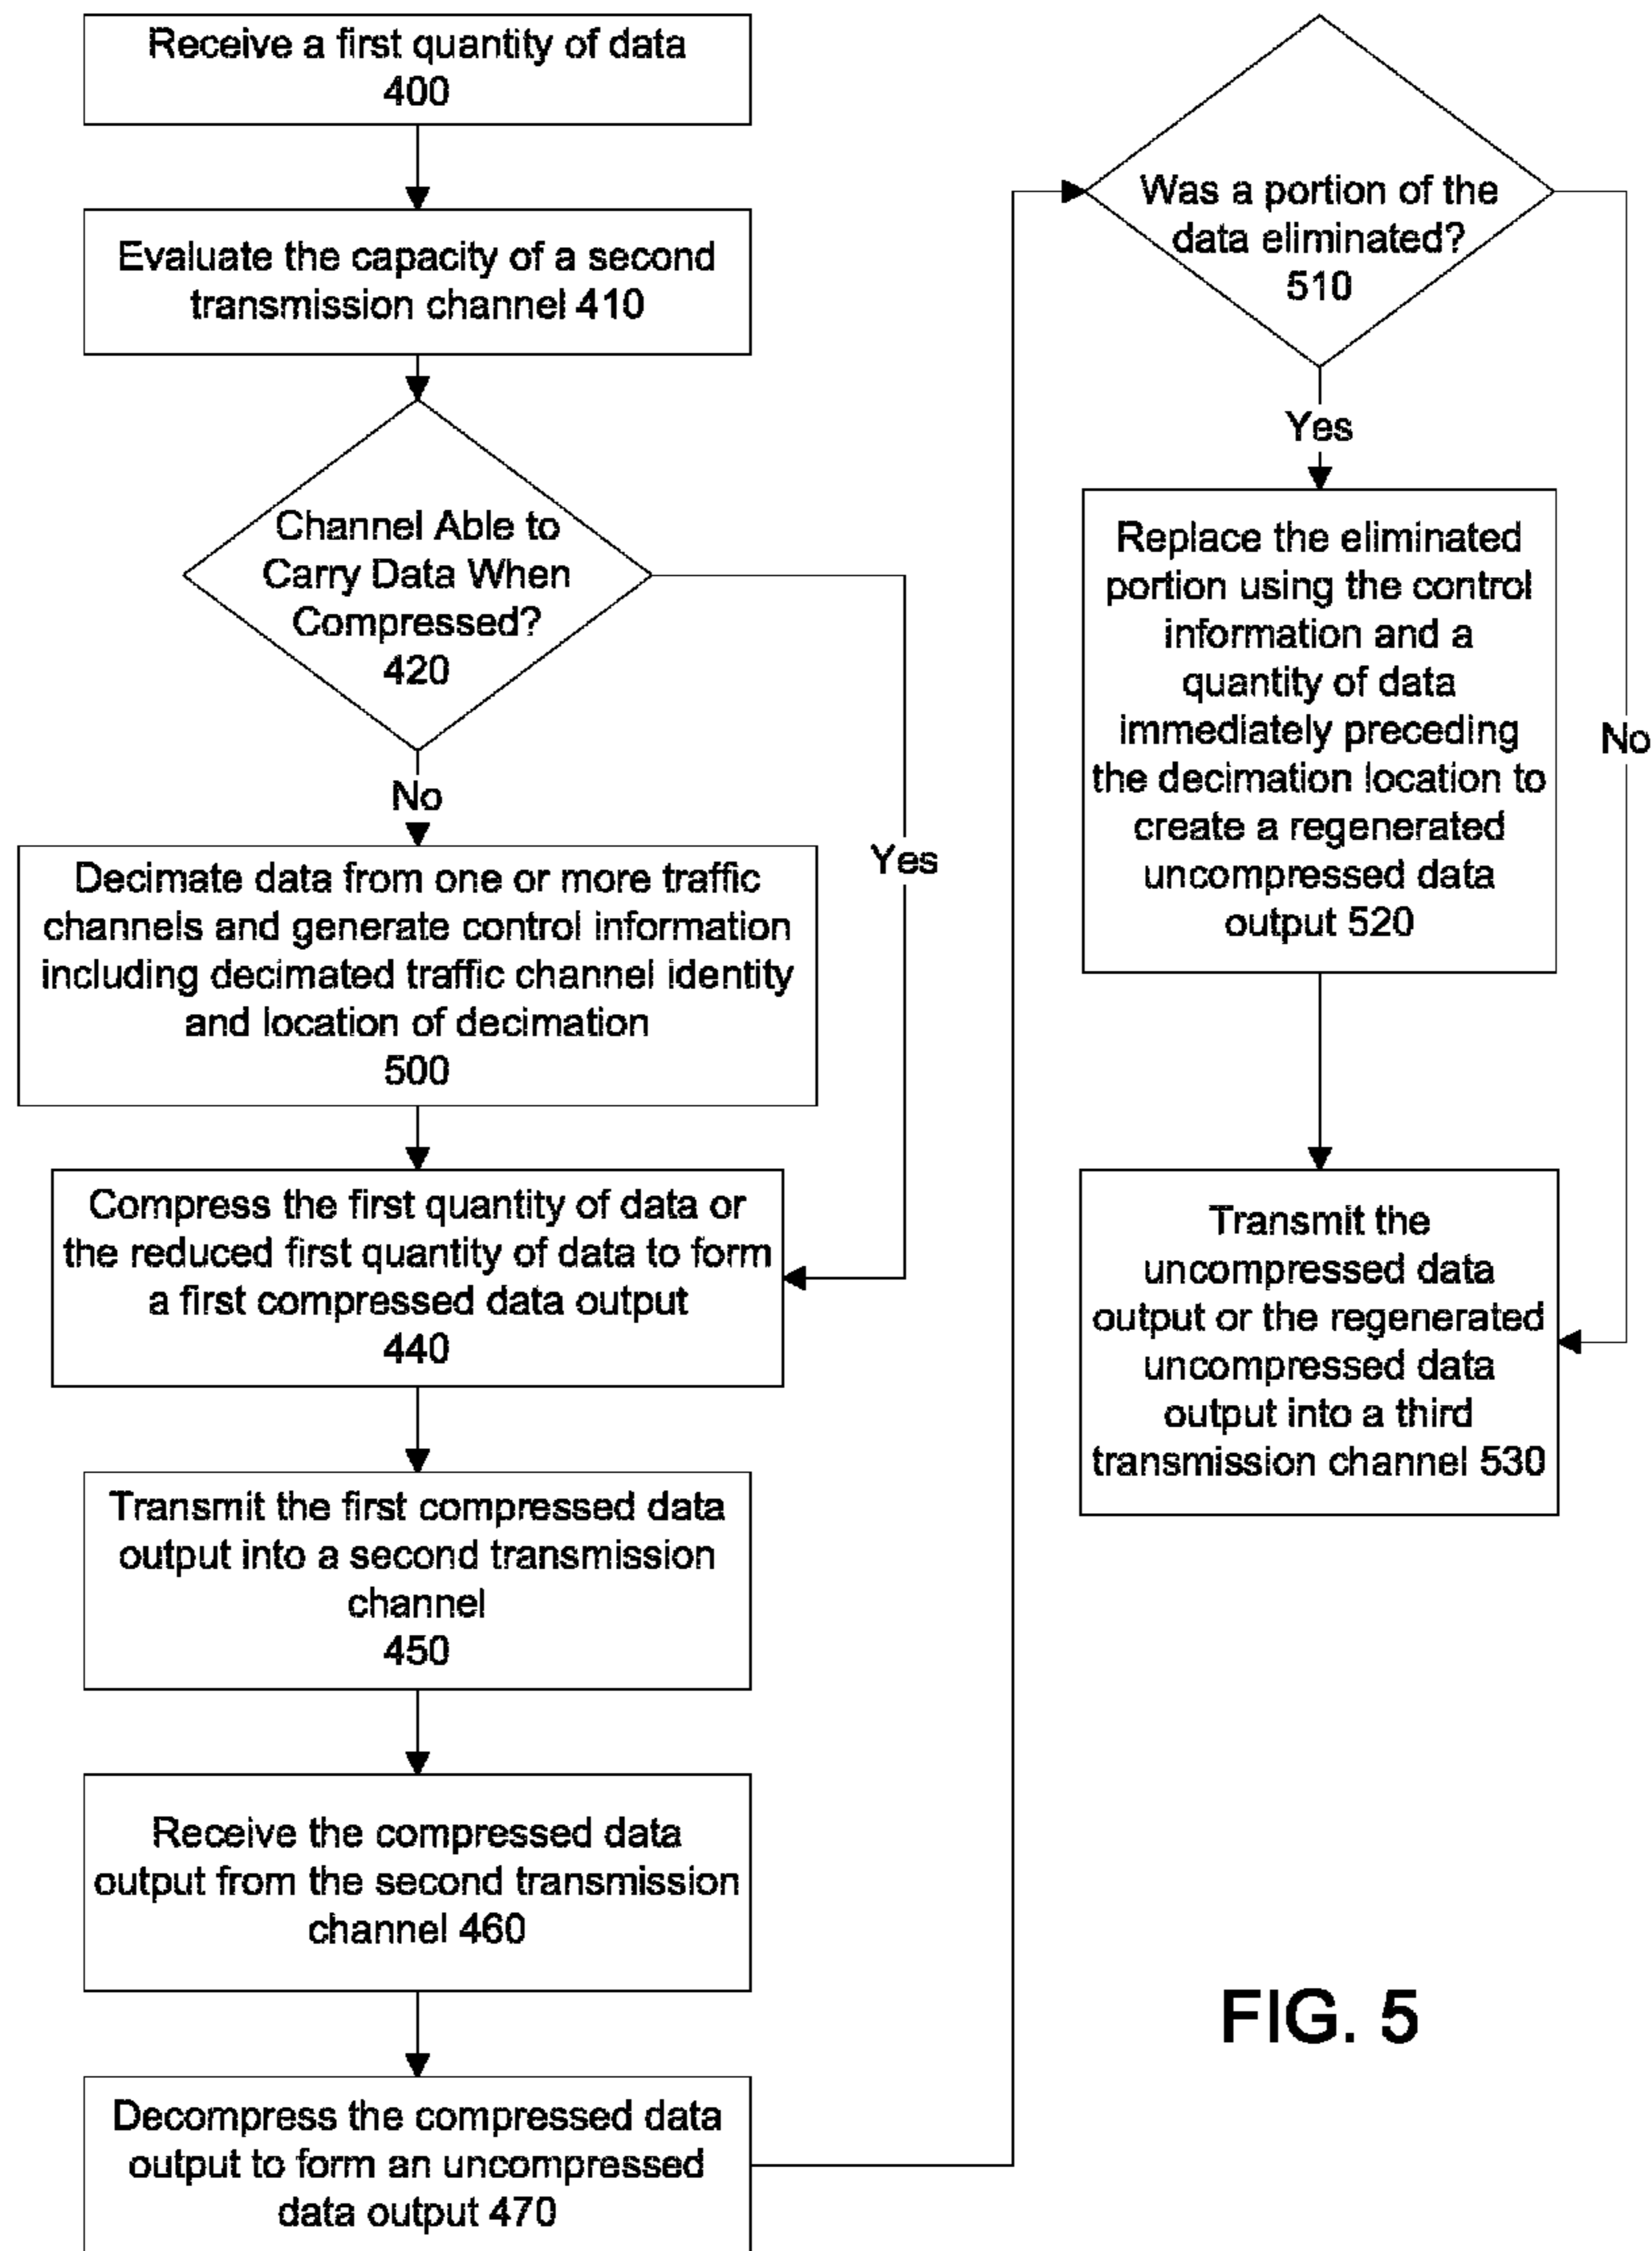 Receive a first quantity of data
400
Evaluate the capacity of a second
transmission channel 410
Channel Able to
Carry Data When
Compressed?
420
No
Yes
Decimate data from one or more traffic
channels and generate control information
including decimated traffic channel identity
and location of decimation
500
Compress the first quantity of data or
the reduced first quantity of data to form
a first compressed data output
440
Transmit the first compressed data
output into a second transmission
channel
450
Receive the compressed data
output from the second transmission
channel 460
Decompress the compressed data
output to form an uncompressed
data output 470
Was a portion of the
data eliminated?
510
Yes
No
Replace the eliminated
portion using the control
information and a
quantity of data
immediately preceding
the decimation location to
create a regenerated
uncompressed data
output 520
Transmit the
uncompressed data
output or the regenerated
uncompressed data
output into a third
transmission channel 530
FIG. 5